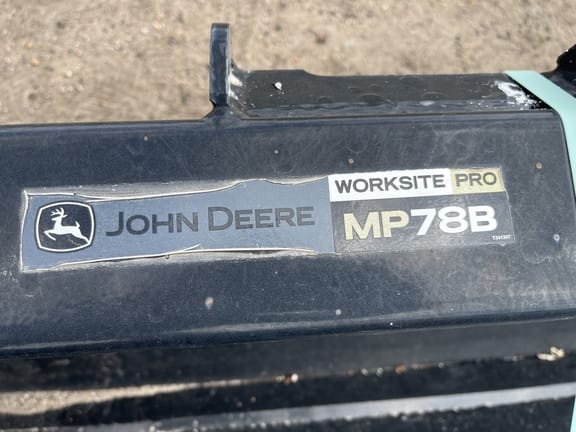 WORKSITE PRO
JOHN DEERE
MP78B